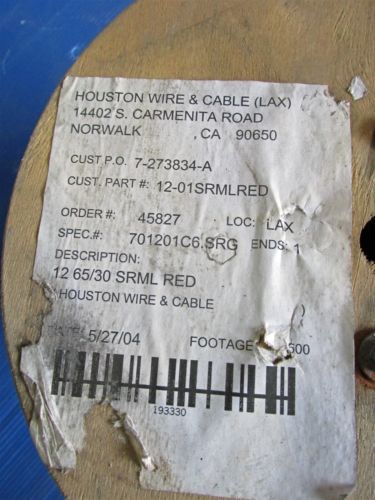 HOUSTON WIRE & CABLE (LAX)
14402 S. CARMENITA ROAD
NORWALK , CA 90650
CUST P.O. 7-273834-A
CUST. PART #: 12-01SRMLRED
ORDER #: 45827 LOC: LAX
SPEC.#: 701201C6.SRG ENDS: 1
DESCRIPTION:
12 65/30 SRML RED
HOUSTON WIRE & CABLE
5/27/04 FOOTAGE 500
193330